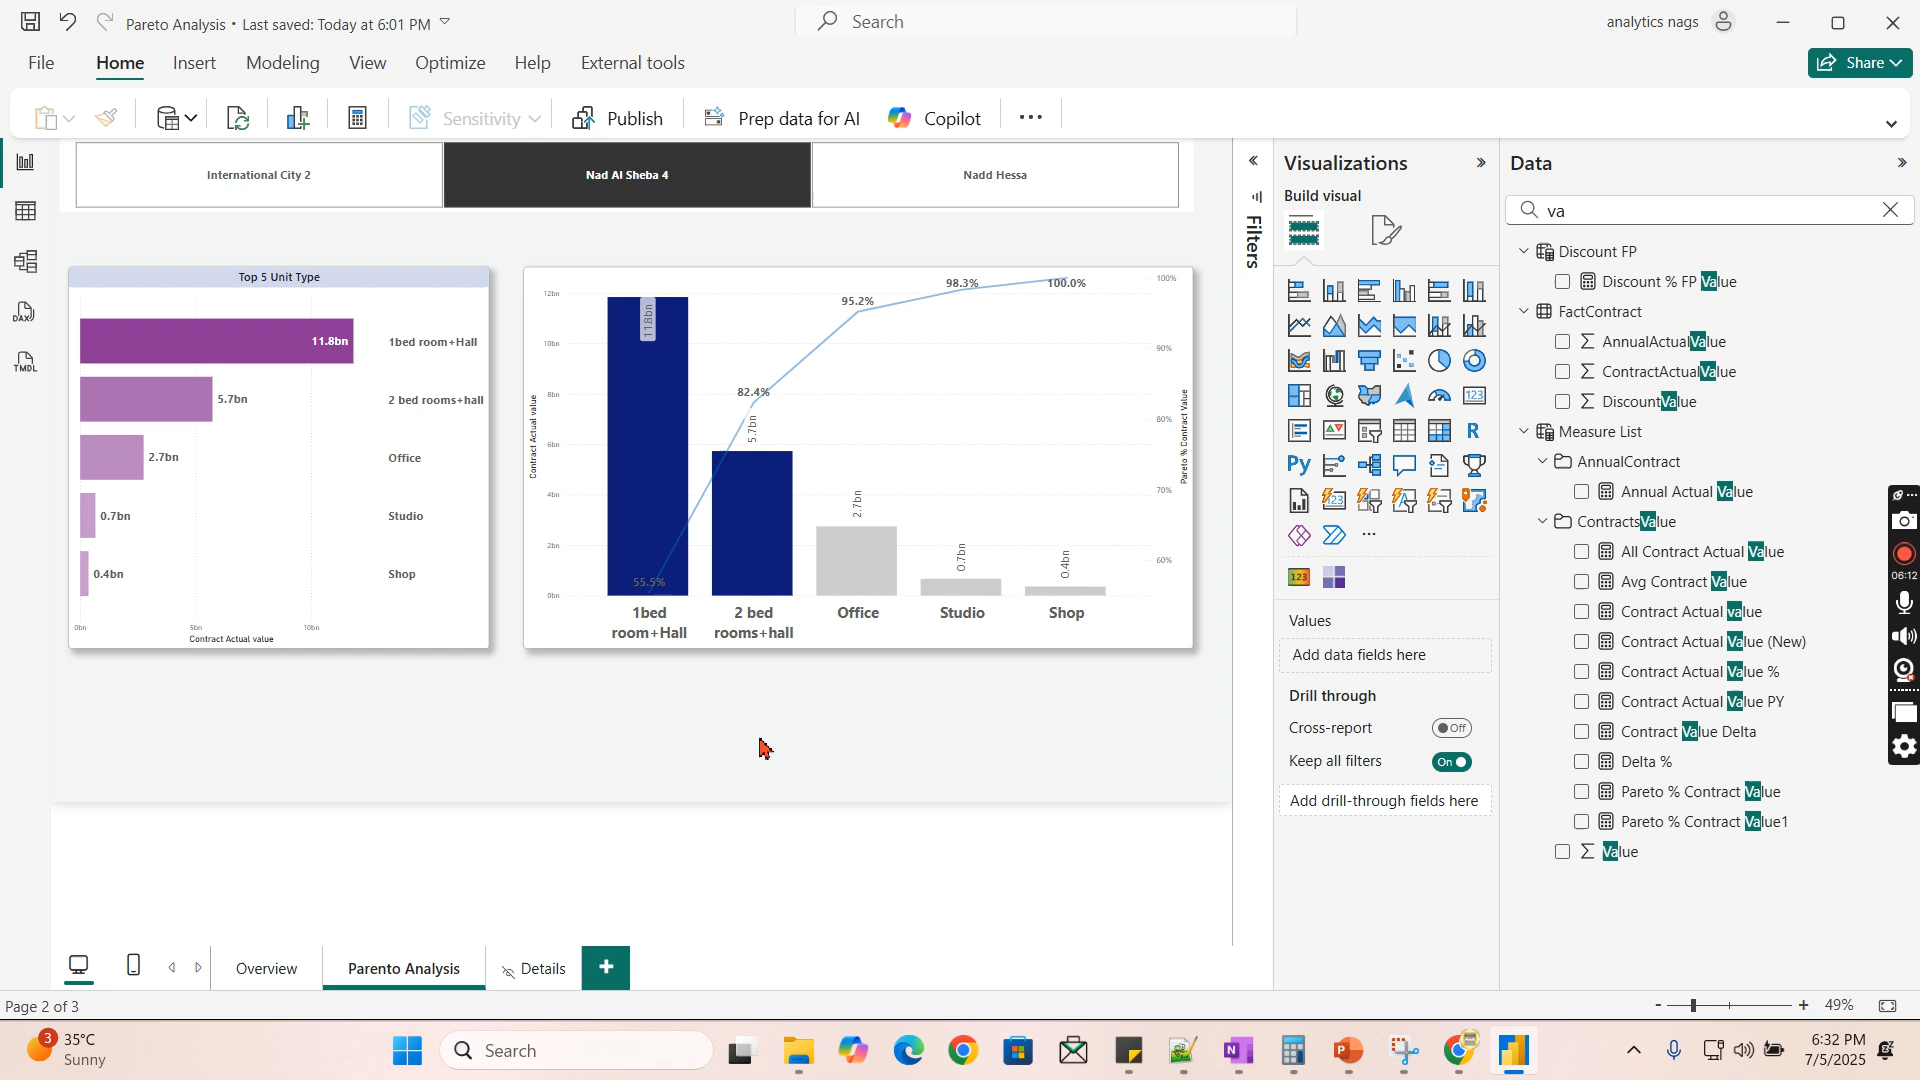 Pareto Analysis • Last saved: Today at 6:01 PM
Search
analytics nags
File
Home
Insert
Modeling
View
Optimize
Help
External tools
Share
Sensitivity
Publish
Prep data for AI
Copilot
DAX
TMDL
International City 2
Nad Al Sheba 4
Nadd Hessa
Top 5 Unit Type
11.8bn
1bed room+Hall
5.7bn
2 bed rooms+hall
2.7bn
Office
0.7bn
Studio
0.4bn
Shop
0bn
5bn
10bn
Contract Actual value
12bn
10bn
8bn
6bn
4bn
2bn
0bn
Contract Actual value
11.8bn
5.7bn
2.7bn
0.7bn
0.4bn
55.5%
82.4%
95.2%
98.3%
100.0%
1bed
room+Hall
2 bed
rooms+hall
Office
Studio
Shop
100%
90%
80%
70%
60%
Pareto % Contract Value
Filters
Visualizations
Build visual
123
R
Py
123
123
Values
Add data fields here
Drill through
Cross-report
Off
Keep all filters
On
Add drill-through fields here
Data
va
Discount FP
Discount % FP Value
FactContract
AnnualActualValue
ContractActualValue
DiscountValue
Measure List
AnnualContract
Annual Actual Value
ContractsValue
All Contract Actual Value
Avg Contract Value
Contract Actual value
Contract Actual Value (New)
Contract Actual Value %
Contract Actual Value PY
Contract Value Delta
Delta %
Pareto % Contract Value
Pareto % Contract Value1
Value
06:12
Overview
Parento Analysis
Details
Page 2 of 3
49%
3
35°C
Sunny
Search
6:32 PM
7/5/2025